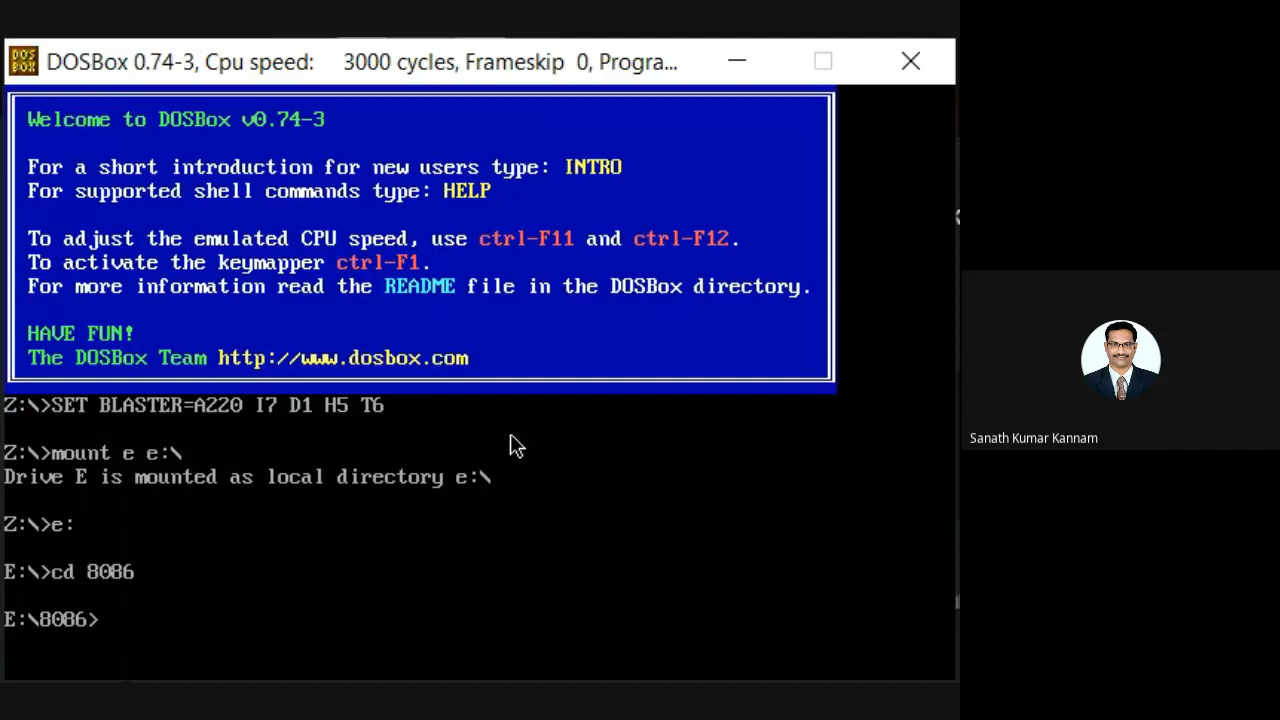 DOSBox 0.74-3, Cpu speed: 3000 cycles, Frameskip 0, Progra...
Welcome to DOSBox v0.74-3
For a short introduction for new users type: INTRO
For supported shell commands type: HELP
To adjust the emulated CPU speed, use ctrl-F11 and ctrl-F12.
To activate the keymapper ctrl-F1.
For more information read the README file in the DOSBox directory.
HAVE FUN!
The DOSBox Team http://www.dosbox.com
Z:\>SET BLASTER=A220 I7 D1 H5 T6
Z:\>mount e e:\
Drive E is mounted as local directory e:\
Z:\>e:
E:\>cd 8086
E:\8086>
Sanath Kumar Kannam